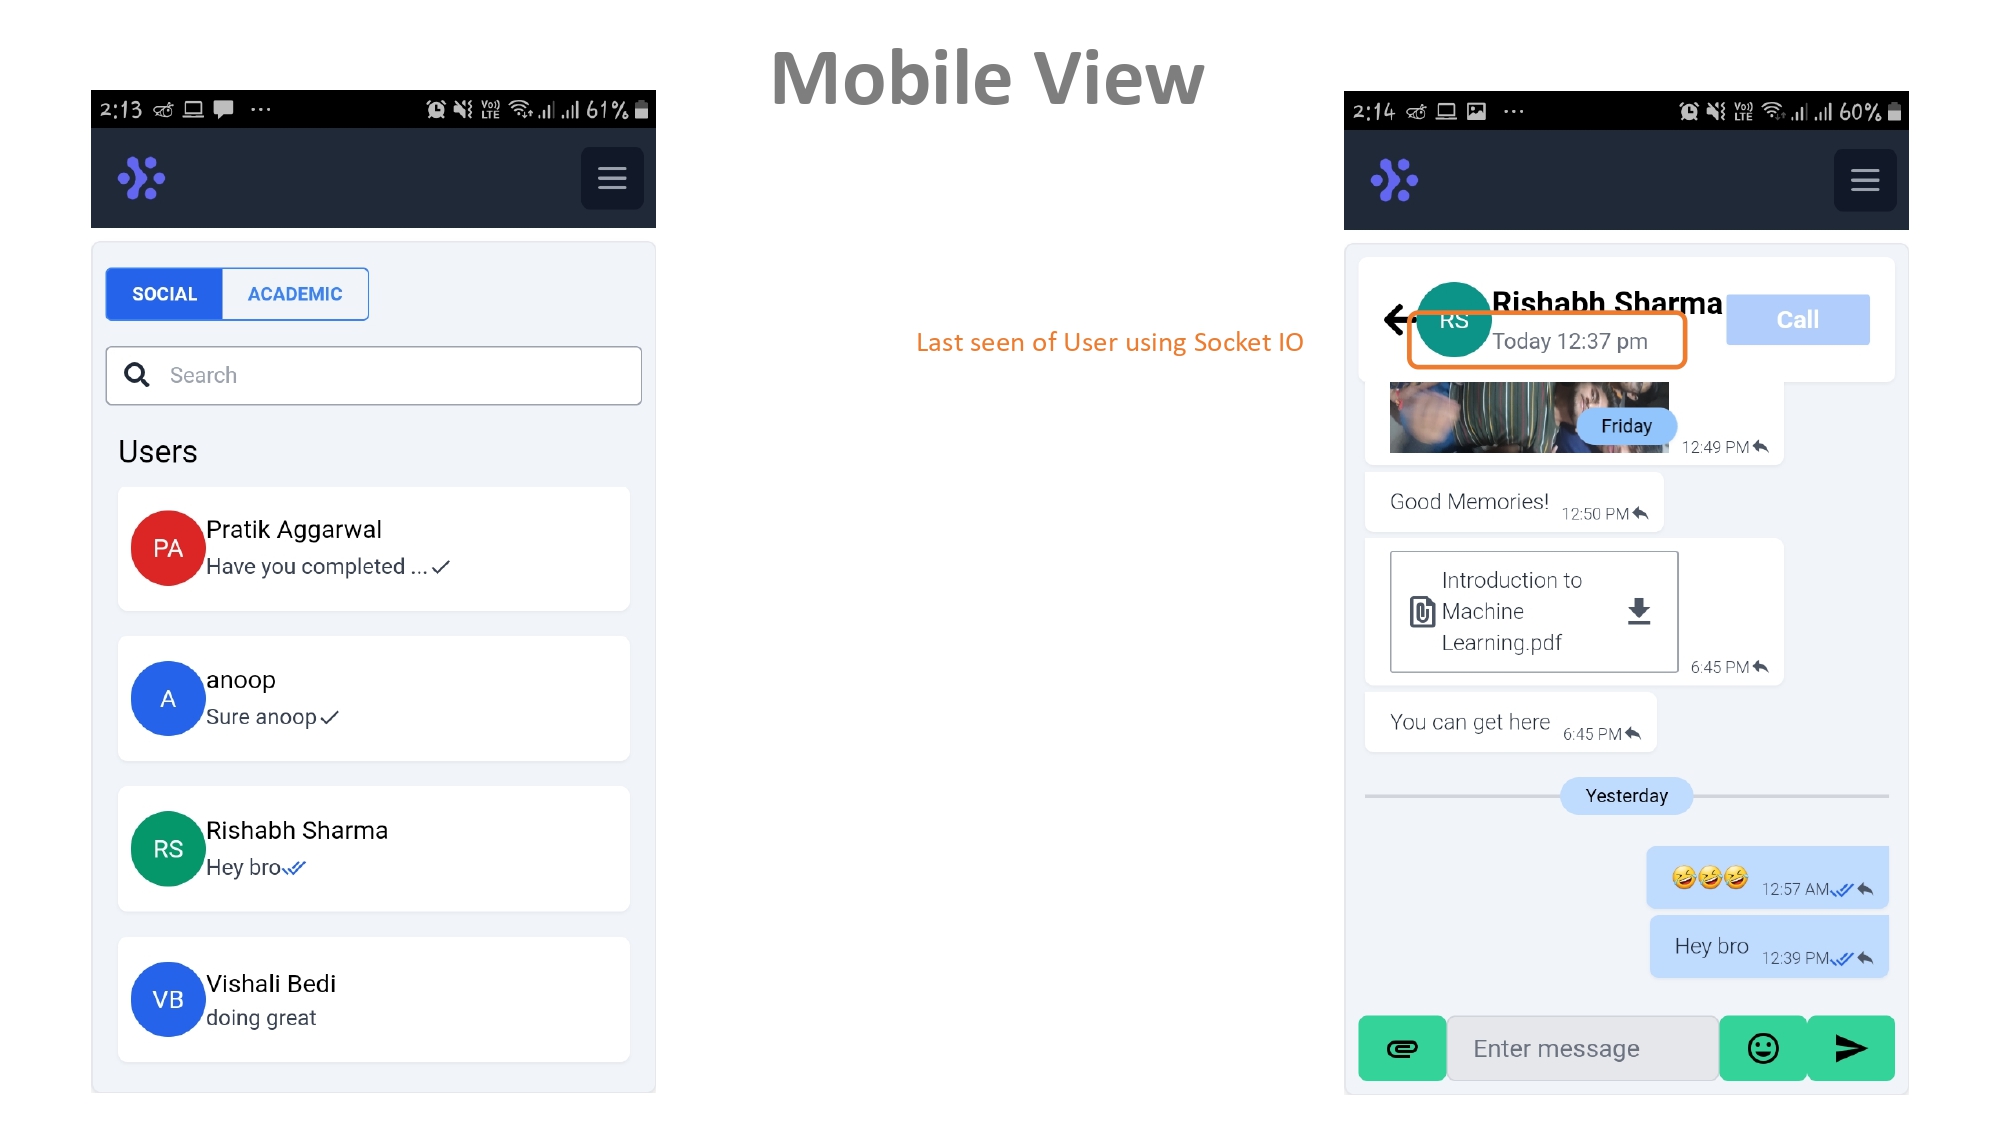 Mobile View
2:13 ... Vo)) LTE 61%
SOCIAL ACADEMIC
Search
Users
PA Pratik Aggarwal
Have you completed ...
A anoop
Sure anoop
RS Rishabh Sharma
Hey bro
VB Vishali Bedi
doing great
Last seen of User using Socket IO
2:14 ... Vo)) LTE 60%
RS Rishabh Sharma Call
Today 12:37 pm
Friday
12:49 PM
Good Memories! 12:50 PM
Introduction to
Machine
Learning.pdf
6:45 PM
You can get here 6:45 PM
Yesterday
🤣🤣🤣 12:57 AM
Hey bro 12:39 PM
Enter message